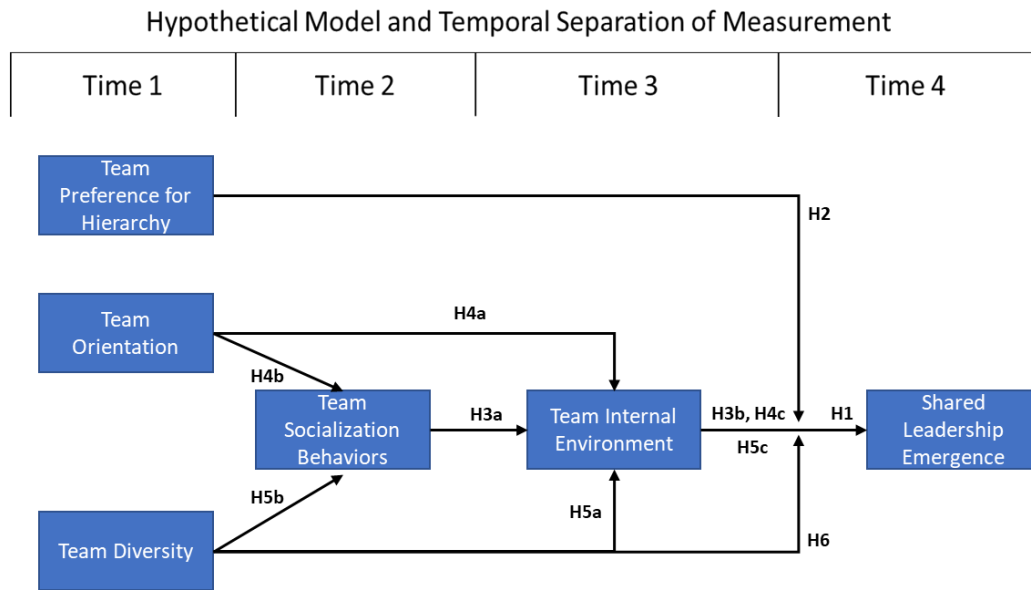 Hypothetical Model and Temporal Separation of Measurement
Time 1
Time 2
Time 3
Time 4
Team
Preference for
Hierarchy
H2
Team
Orientation
H4a
H4b
Team
Socialization
Behaviors
H3a
Team Internal
Environment
H3b, H4c
H1
H5c
Shared
Leadership
Emergence
H5b
H5a
Team Diversity
H6